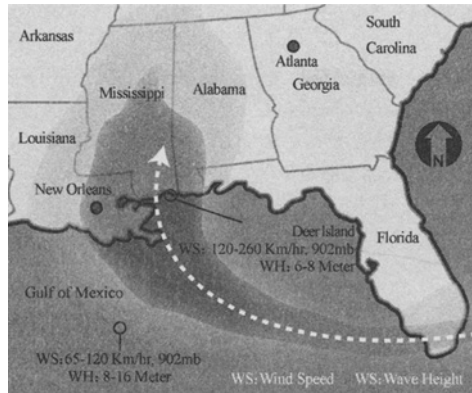 South
Carolina
Arkansas
Atlanta
Georgia
Mississippi
Alabama
Louisiana
New Orleans
Deer Island
WS: 120-260 Km/hr, 902mb
WH: 6-8 Meter
Florida
N
Gulf of Mexico
WS:65-120 Km/hr, 902mb
WH: 8-16 Meter
WS:Wind Speed WS:Wave Height